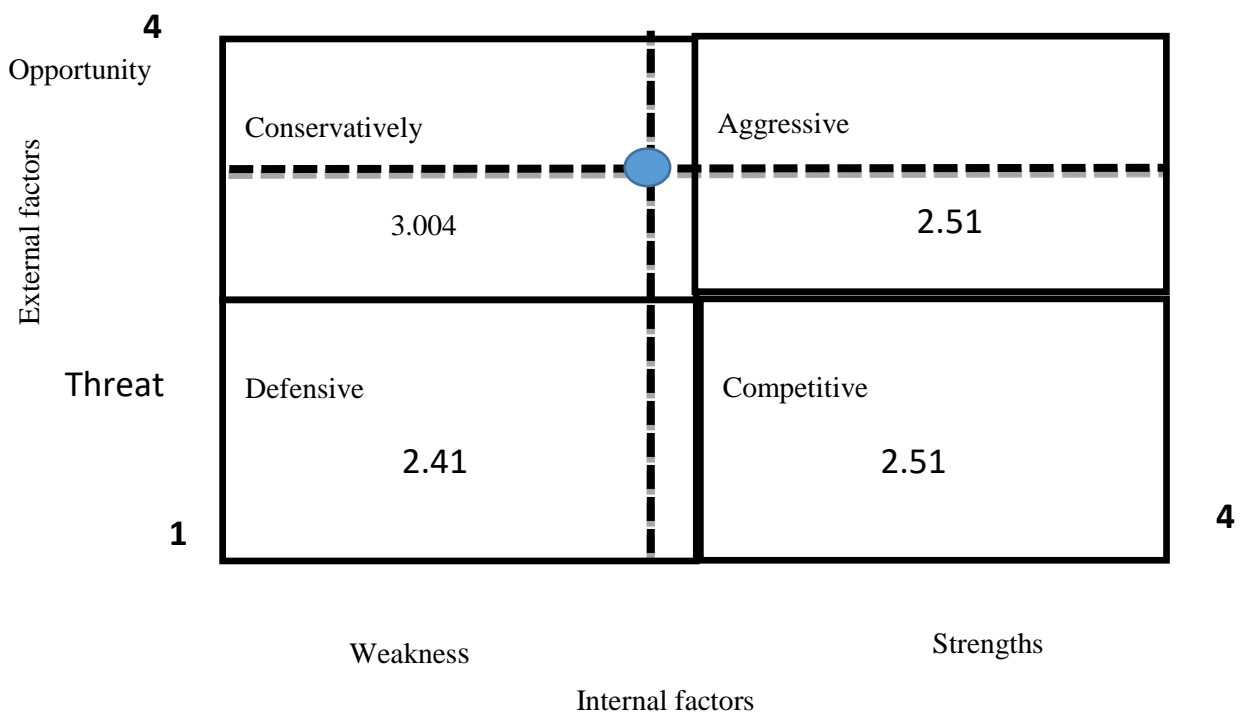 4
Opportunity
External factors
Conservatively
Aggressive
3.004
2.51
Threat
Defensive
Competitive
2.41
2.51
1
4
Weakness
Strengths
Internal factors